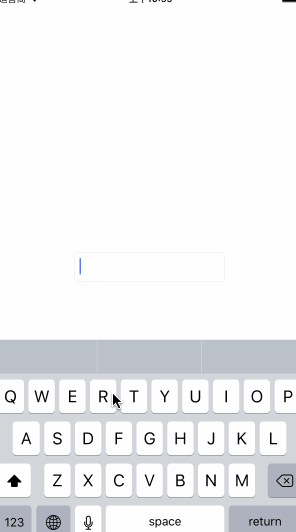 Q W E R T Y U I O P
A S D F G H J K L
Z X C V B N M
123 space return